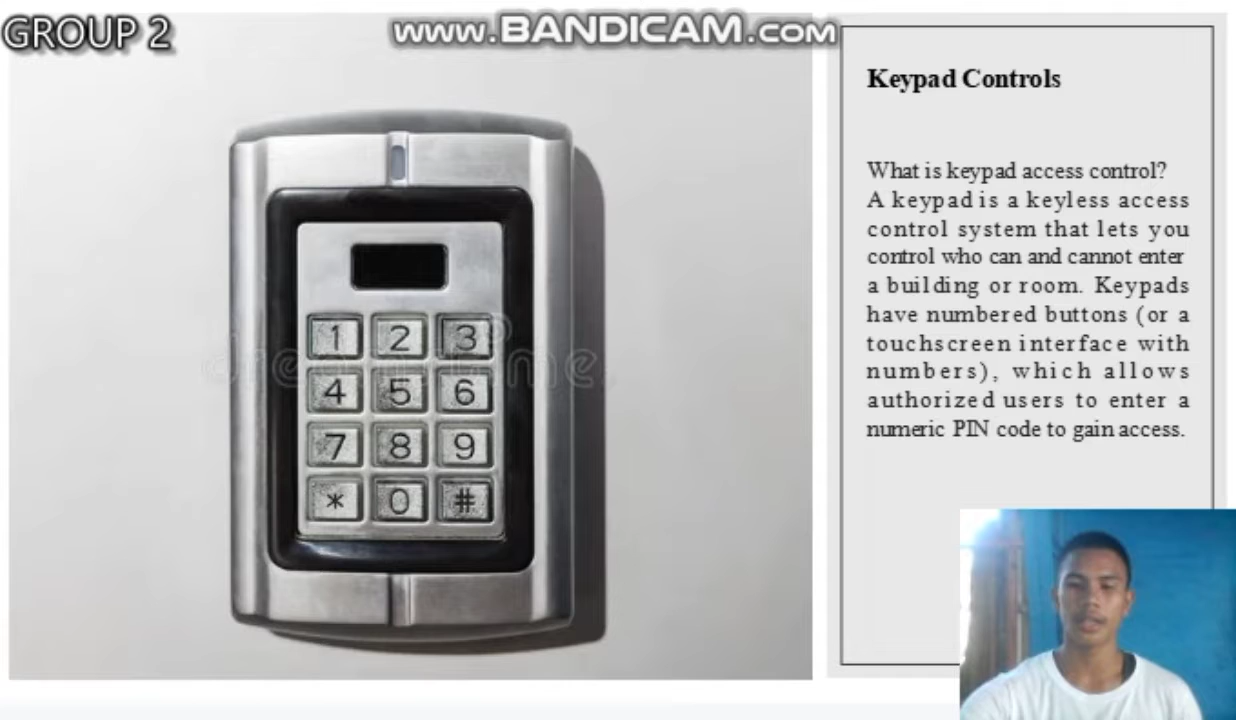 GROUP 2
www.BANDICAM.com
Keypad Controls
What is keypad access control?
A keypad is a keyless access
control system that lets you
control who can and cannot enter
a building or room. Keypads
have numbered buttons (or a
touchscreen interface with
numbers), which allows
authorized users to enter a
numeric PIN code to gain access.
1 2 3
4 5 6
7 8 9
* 0 #
dreamstime